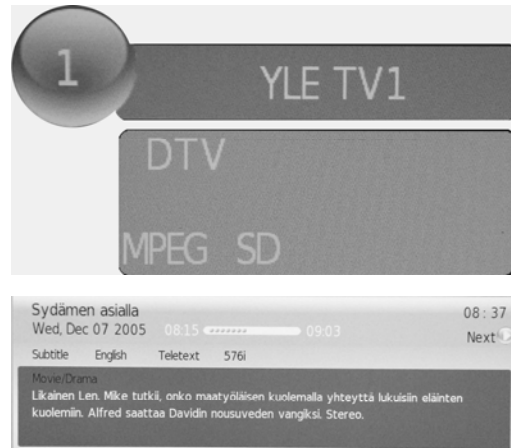 1
YLE TV1
DTV
MPEG SD
Sydämen asialla 08:37
Wed, Dec 07 2005 08:15 09:03 Next
Subtitle English Teletext 576i
Movie/Drama
Likainen Len. Mike tutkii, onko maatyöläisen kuolemalla yhteyttä lukuisiin eläinten
kuolemiin. Alfred saattaa Davidin nousuveden vangiksi. Stereo.